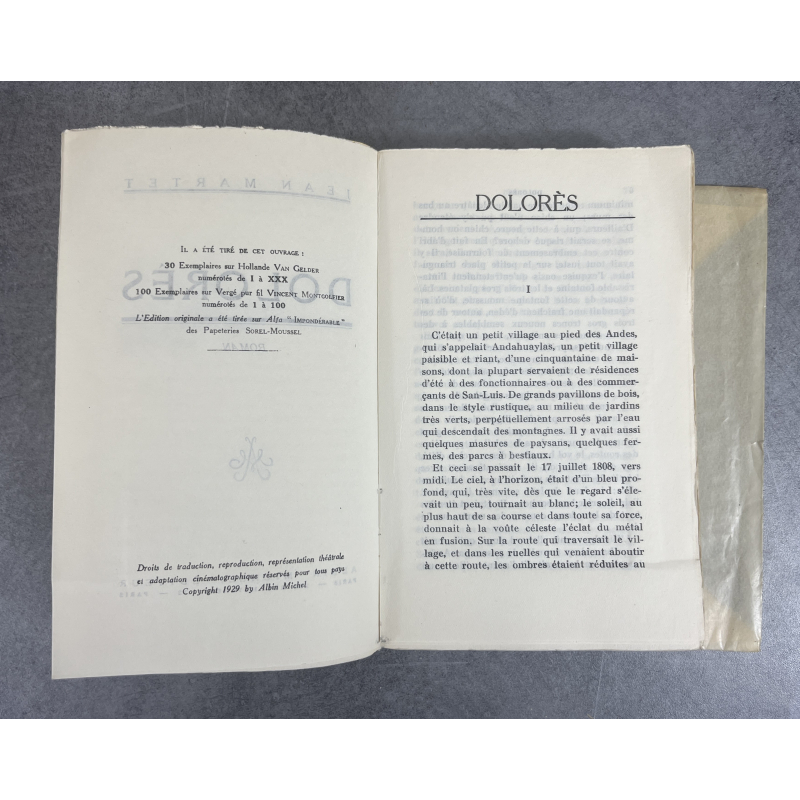 IL A ÉTÉ TIRÉ DE CET OUVRAGE :
30 Exemplaires sur Hollande VAN GELDER
numérotés de 1 à XXX
100 Exemplaires sur Vergé par fil VINCENT MONTGOLFIER
numérotés de 1 à 100
L'Edition originale a été tirée sur Alfa "IMPONDÉRABLE"
des Papeteries SOREL-MOUSSEL
Droits de traduction, reproduction, représentation théâtrale
et adaptation cinématographique réservés pour tous pays
Copyright 1929 by Albin Michel
DOLORÈS
I
C'était un petit village au pied des Andes,
qui s'appelait Andahuaylas, un petit village
paisible et riant, d'une cinquantaine de mai-
sons, dont la plupart servaient de résidences
d'été à des fonctionnaires ou à des commer-
çants de San-Luis. De grands pavillons de bois,
dans le style rustique, au milieu de jardins
très verts, perpétuellement arrosés par l'eau
qui descendait des montagnes. Il y avait aussi
quelques masures de paysans, quelques fer-
mes, des parcs à bestiaux.
Et ceci se passait le 17 juillet 1808, vers
midi. Le ciel, à l'horizon, était d'un bleu pro-
fond, qui, très vite, dès que le regard s'éle-
vait un peu, tournait au blanc; le soleil, au
plus haut de sa course et dans toute sa force,
donnait à la voûte céleste l'éclat du métal
en fusion. Sur la route qui traversait le vil-
lage, et dans les ruelles qui venaient aboutir
à cette route, les ombres étaient réduites au